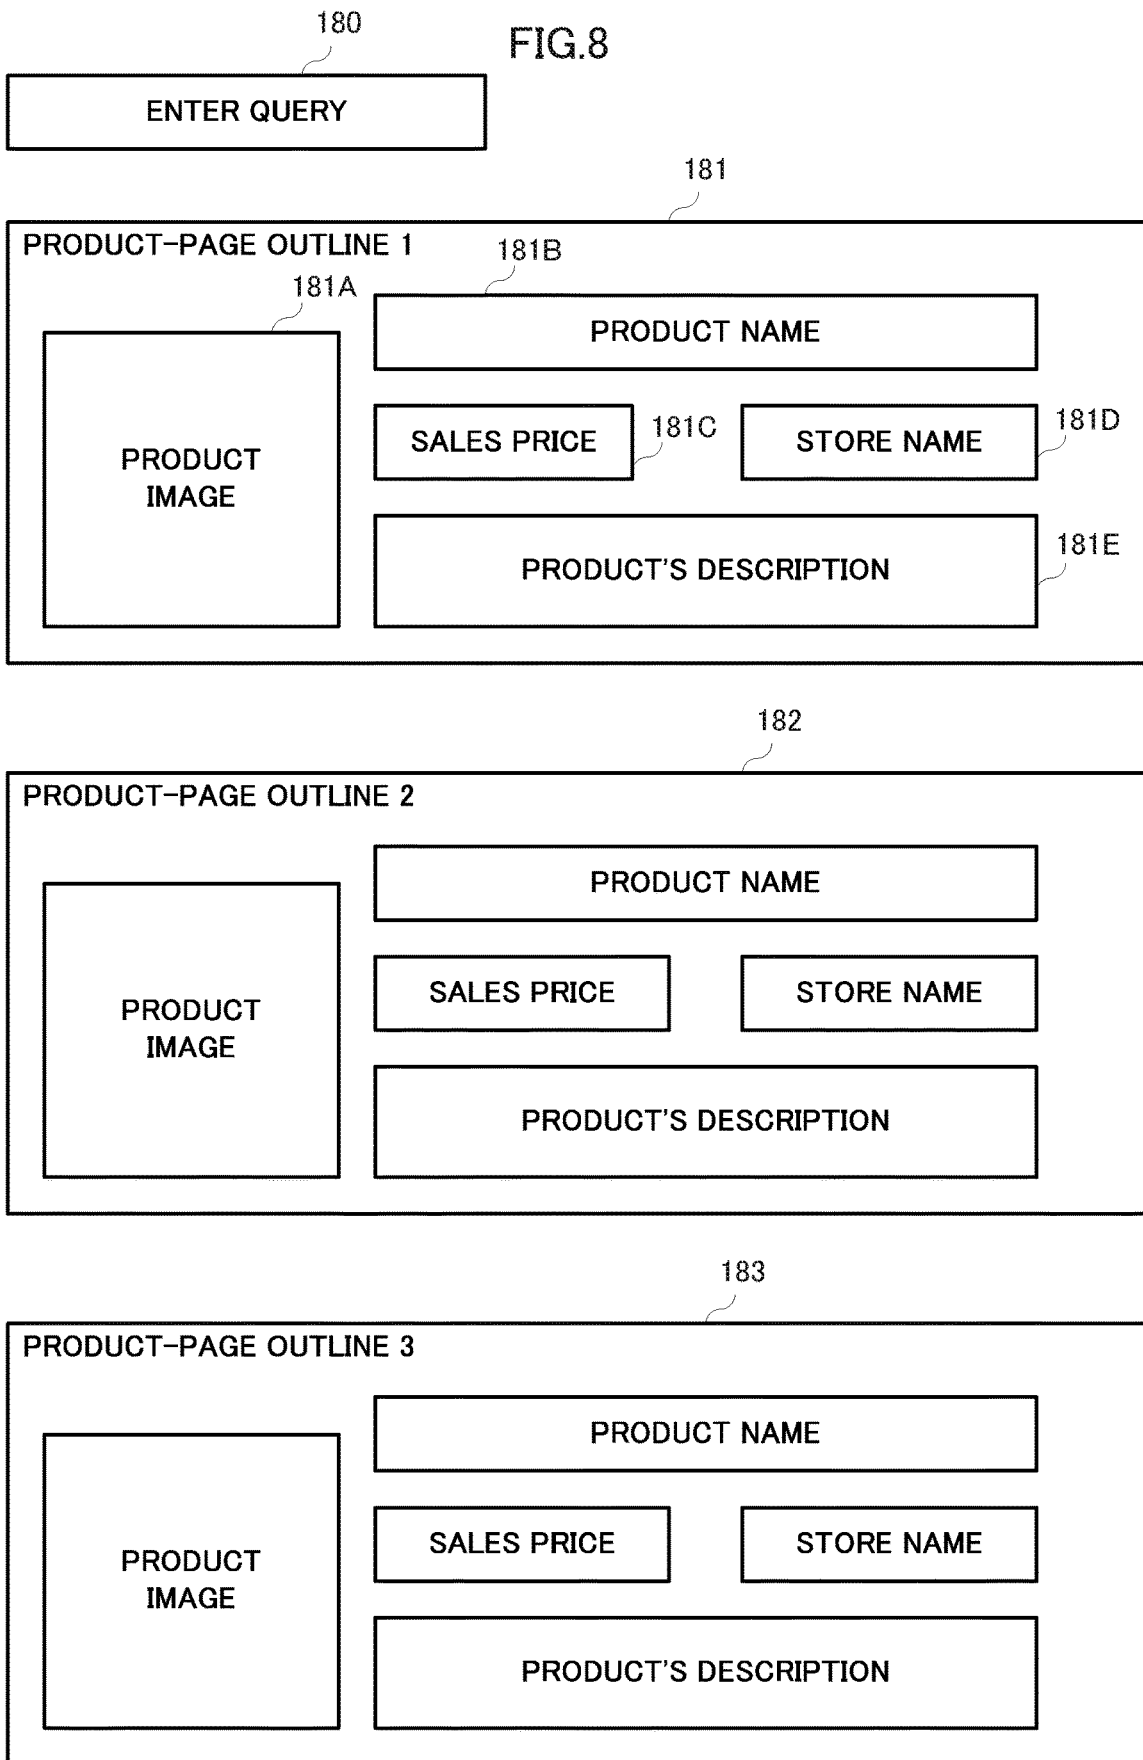 180
FIG.8
ENTER QUERY
181
PRODUCT-PAGE OUTLINE 1
181B
181A
PRODUCT NAME
SALES PRICE
181C
STORE NAME
181D
PRODUCT
IMAGE
PRODUCT'S DESCRIPTION
181E
182
PRODUCT-PAGE OUTLINE 2
PRODUCT NAME
SALES PRICE
STORE NAME
PRODUCT
IMAGE
PRODUCT'S DESCRIPTION
183
PRODUCT-PAGE OUTLINE 3
PRODUCT NAME
SALES PRICE
STORE NAME
PRODUCT
IMAGE
PRODUCT'S DESCRIPTION